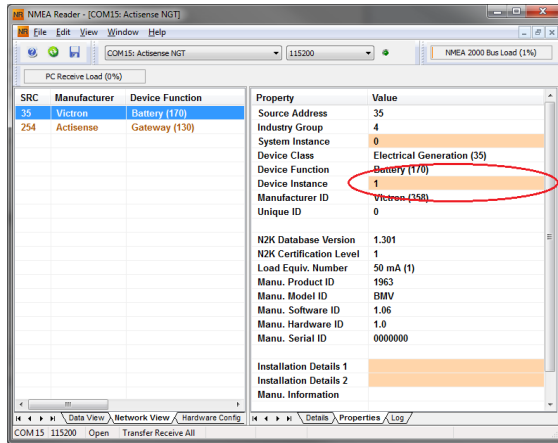 NMEA Reader - [COM15: Actisense NGT]
File Edit View Window Help
COM15: Actisense NGT 115200 NMEA 2000 Bus Load (1%)
PC Receive Load (0%)
SRC Manufacturer Device Function
35 Victron Battery (170)
254 Actisense Gateway (130)
Property Value
Source Address 35
Industry Group 4
System Instance 0
Device Class Electrical Generation (35)
Device Function Battery (170)
Device Instance 1
Manufacturer ID Victron (358)
Unique ID 0
N2K Database Version 1.301
N2K Certification Level 1
Load Equiv. Number 50 mA (1)
Manu. Product ID 1963
Manu. Model ID BMV
Manu. Software ID 1.06
Manu. Hardware ID 1.0
Manu. Serial ID 0000000
Installation Details 1
Installation Details 2
Manu. Information
Data View Network View Hardware Config
Details Properties Log
COM 15 115200 Open Transfer Receive All